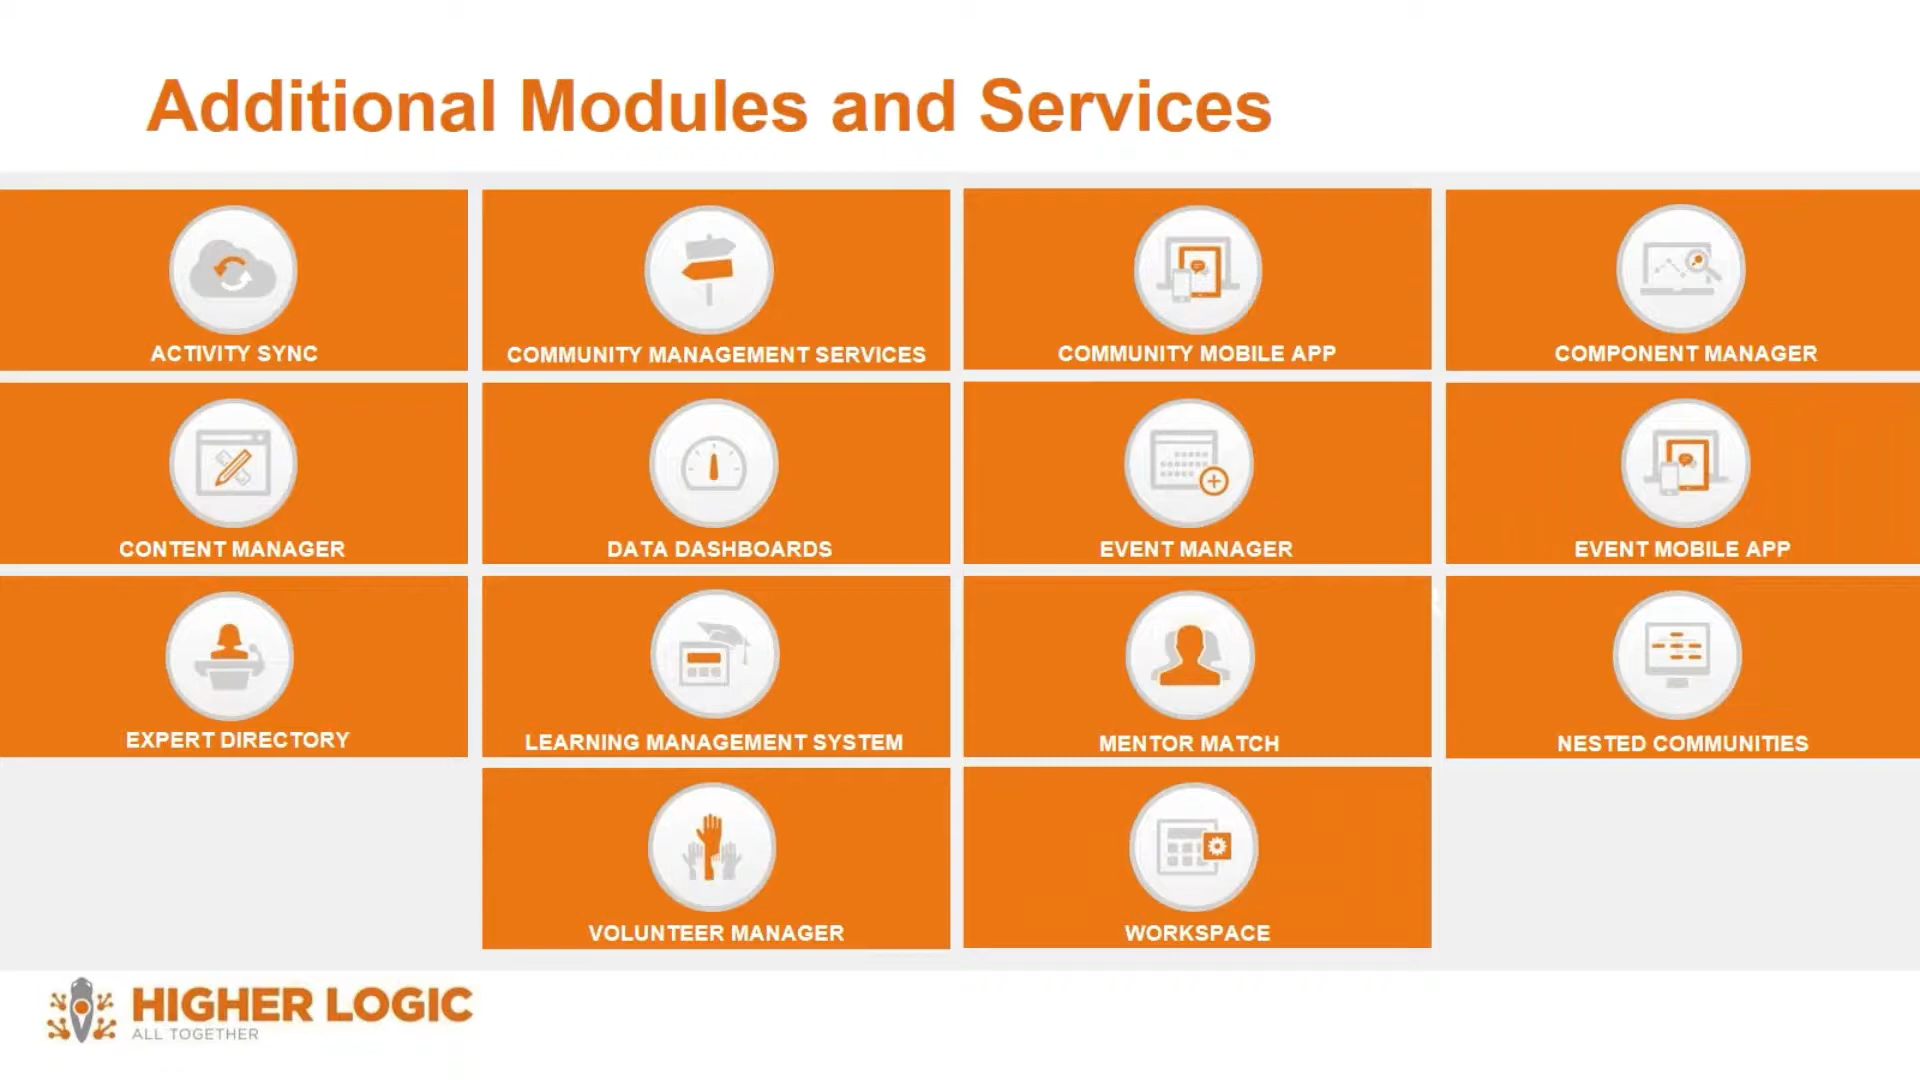 Additional Modules and Services
ACTIVITY SYNC
COMMUNITY MANAGEMENT SERVICES
COMMUNITY MOBILE APP
COMPONENT MANAGER
CONTENT MANAGER
DATA DASHBOARDS
EVENT MANAGER
EVENT MOBILE APP
EXPERT DIRECTORY
LEARNING MANAGEMENT SYSTEM
MENTOR MATCH
NESTED COMMUNITIES
VOLUNTEER MANAGER
WORKSPACE
HIGHER LOGIC
ALL TOGETHER